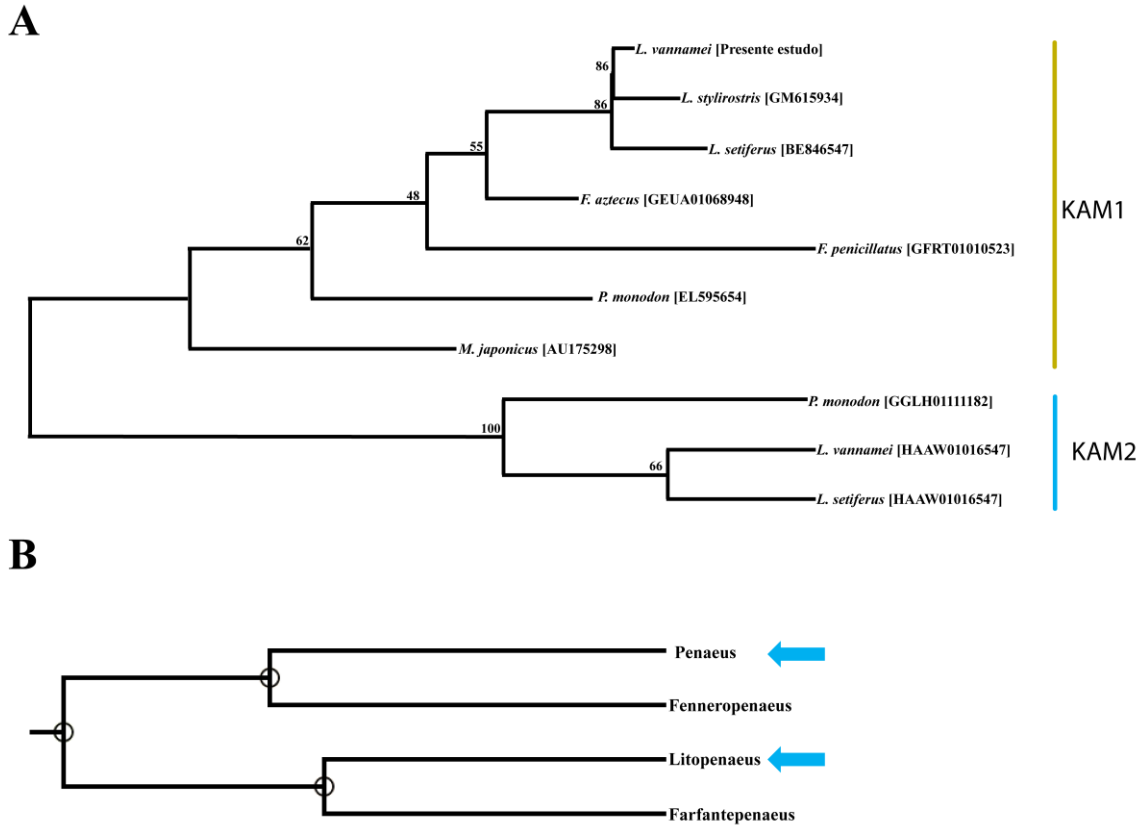 A
L. vannamei [Presente estudo]
86
L. stylirostris [GM615934]
86
L. setiferus [BE846547]
55
F. aztecus [GEUA01068948]
48
KAM1
62
F. penicillatus [GFRT01010523]
P. monodon [EL595654]
M. japonicus [AU175298]
P. monodon [GGLH01111182]
100
L. vannamei [HAAW01016547]
KAM2
66
L. setiferus [HAAW01016547]
B
Penaeus
Fenneropenaeus
Litopenaeus
Farfantepenaeus